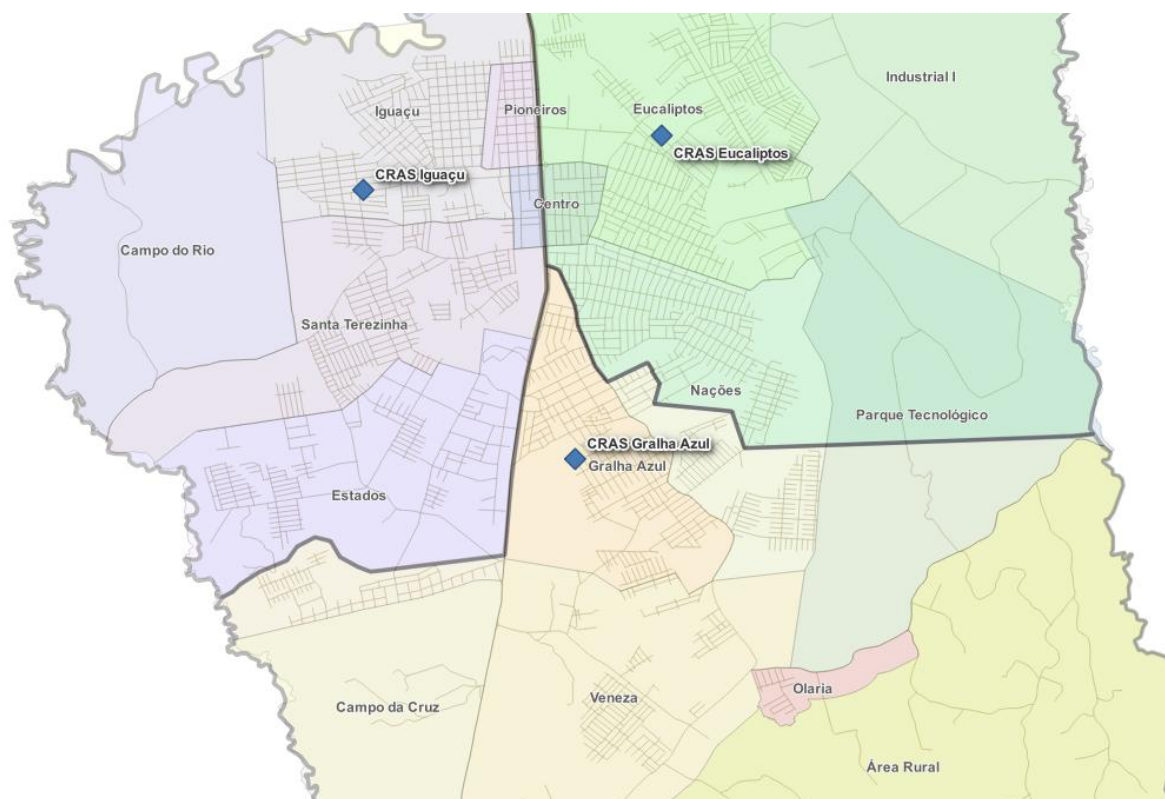 Industrial I
Iguaçu
Pioneiros
Eucaliptos
CRAS Eucaliptos
CRAS Iguaçu
Centro
Campo do Rio
Santa Terezinha
Nações
Parque Tecnológico
CRAS Gralha Azul
Gralha Azul
Estados
Olaria
Veneza
Campo da Cruz
Área Rural